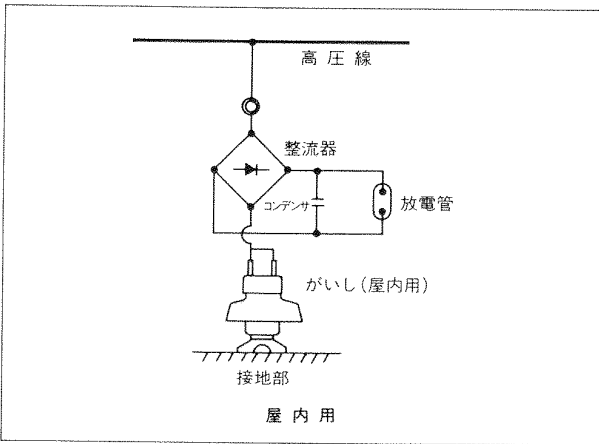 高圧線
整流器
コンデンサ
放電管
がいし(屋内用)
接地部
屋内用